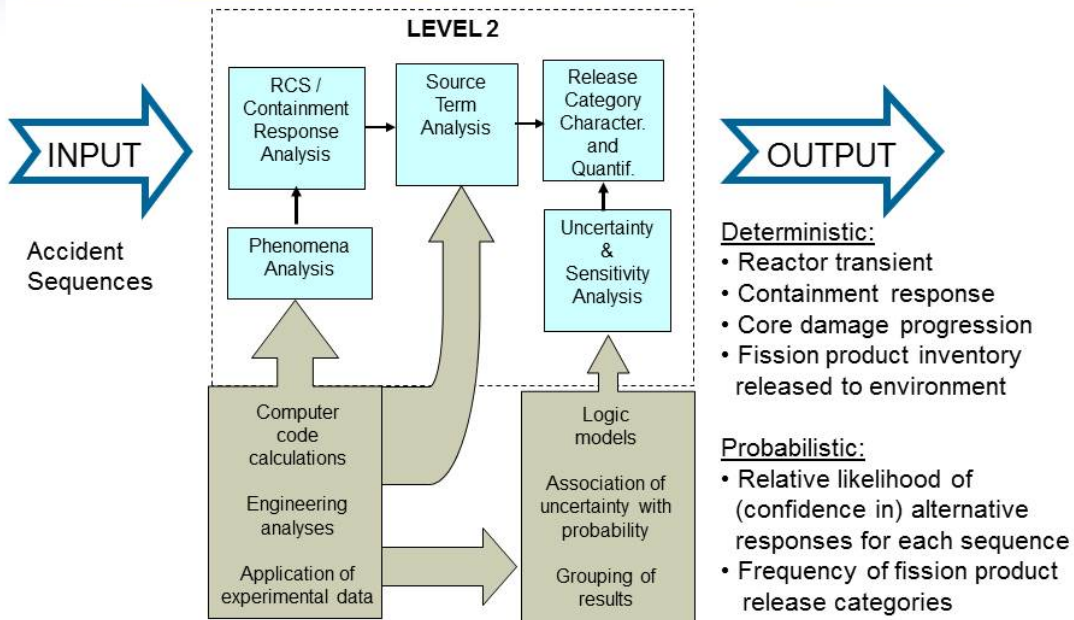 LEVEL 2
INPUT
Accident
Sequences
RCS /
Containment
Response
Analysis
Source
Term
Analysis
Release
Category
Character.
and
Quantif.
Phenomena
Analysis
Uncertainty
&
Sensitivity
Analysis
Computer
code
calculations
Engineering
analyses
Application of
experimental data
Logic
models
Association of
uncertainty with
probability
Grouping of
results
OUTPUT
Deterministic:
• Reactor transient
• Containment response
• Core damage progression
• Fission product inventory
released to environment
Probabilistic:
• Relative likelihood of
(confidence in) alternative
responses for each sequence
• Frequency of fission product
release categories